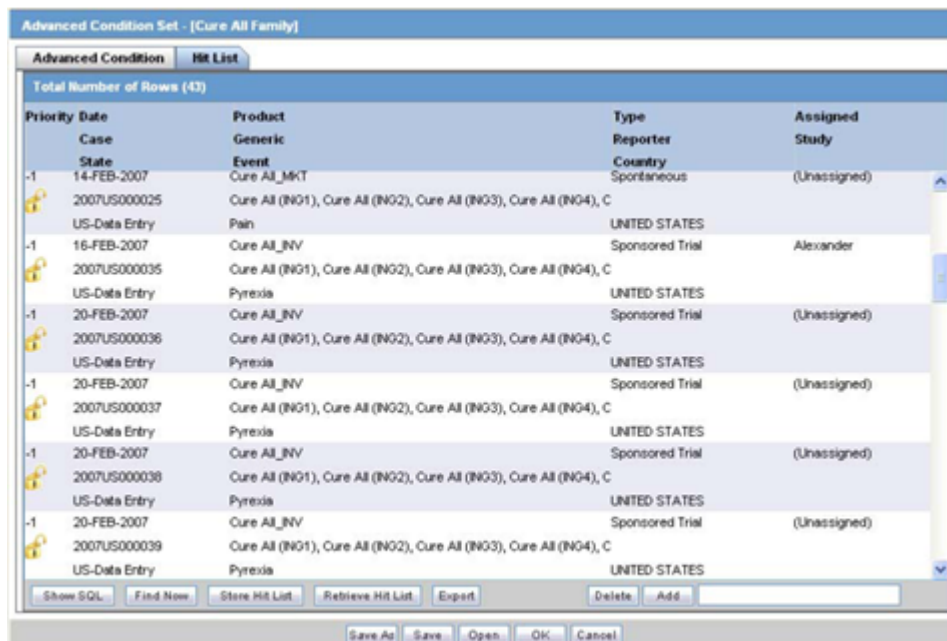 Advanced Condition Set - [Cure All Family]
Advanced Condition Hit List
Total Number of Rows (43)
Priority Date Product Type Assigned
Case Generic Reporter Study
State Event Country
-1 14-FEB-2007 Cure All_MKT Spontaneous (Unassigned)
2007US000025 Cure All (ING1), Cure All (ING2), Cure All (ING3), Cure All (ING4), C
US-Data Entry Pain UNITED STATES
-1 16-FEB-2007 Cure All_INV Sponsored Trial Alexander
2007US000035 Cure All (ING1), Cure All (ING2), Cure All (ING3), Cure All (ING4), C
US-Data Entry Pyrexia UNITED STATES
-1 20-FEB-2007 Cure All_INV Sponsored Trial (Unassigned)
2007US000036 Cure All (ING1), Cure All (ING2), Cure All (ING3), Cure All (ING4), C
US-Data Entry Pyrexia UNITED STATES
-1 20-FEB-2007 Cure All_INV Sponsored Trial (Unassigned)
2007US000037 Cure All (ING1), Cure All (ING2), Cure All (ING3), Cure All (ING4), C
US-Data Entry Pyrexia UNITED STATES
-1 20-FEB-2007 Cure All_INV Sponsored Trial (Unassigned)
2007US000038 Cure All (ING1), Cure All (ING2), Cure All (ING3), Cure All (ING4), C
US-Data Entry Pyrexia UNITED STATES
-1 20-FEB-2007 Cure All_INV Sponsored Trial (Unassigned)
2007US000039 Cure All (ING1), Cure All (ING2), Cure All (ING3), Cure All (ING4), C
US-Data Entry Pyrexia UNITED STATES
Show SQL Find Now Store Hit List Retrieve Hit List Export Delete Add
Save As Save Open OK Cancel